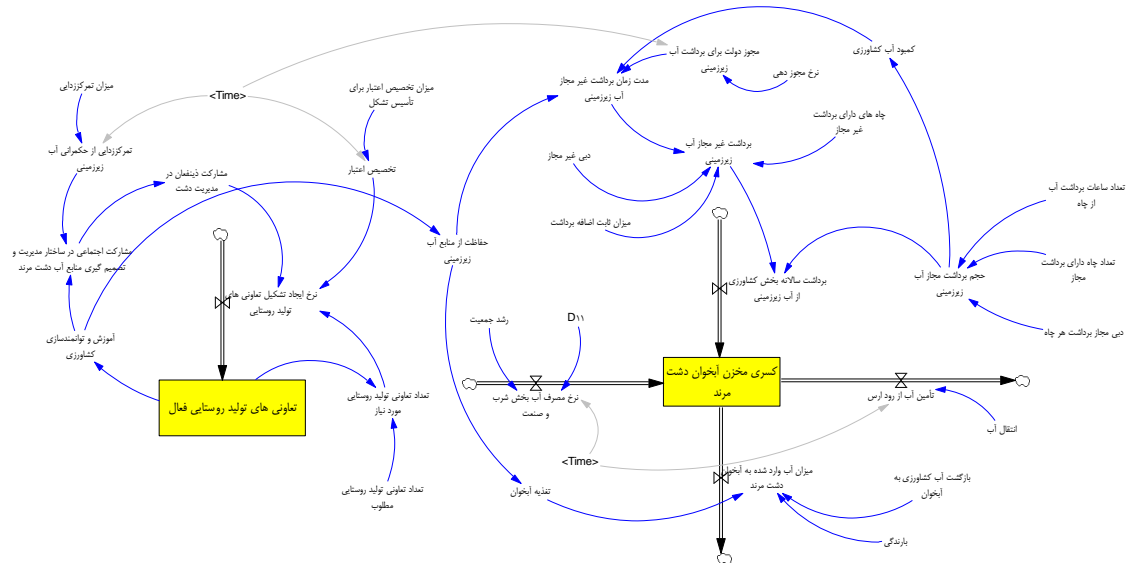 کمبود آب کشاورزی
مجوز دولت برای برداشت آب
زیرزمینی
نرخ مجوز دهی
مدت زمان برداشت غیر مجاز
آب زیرزمینی
میزان تمرکززدایی
<Time>
میزان تخصیص اعتبار برای
تأسیس تشکل
چاه های دارای برداشت
غیر مجاز
تمرکززدایی از حکمرانی آب
زیرزمینی
برداشت غیر مجاز آب
زیرزمینی
دبی غیر مجاز
تخصیص اعتبار
مشارکت ذینفعان در
مدیریت دشت
تعداد ساعات برداشت آب
از چاه
میزان ثابت اضافه برداشت
حفاظت از منابع آب
زیرزمینی
مشارکت اجتماعی در ساختار مدیریت و
تصمیم گیری منابع آب دشت مرند
تعداد چاه دارای برداشت
مجاز
حجم برداشت مجاز آب
زیرزمینی
برداشت سالانه بخش کشاورزی
از آب زیرزمینی
نرخ ایجاد تشکیل تعاونی های
تولید روستایی
رشد جمعیت
D۱۱
دبی مجاز برداشت هر چاه
آموزش و توانمندسازی
کشاورزی
کسری مخزن آبخوان دشت
مرند
تعاونی های تولید روستایی فعال
تعداد تعاونی تولید روستایی
مورد نیاز
نرخ مصرف آب بخش شرب
و صنعت
تأمین آب از رود ارس
انتقال آب
<Time>
میزان آب وارد شده به آبخوان
دشت مرند
بازگشت آب کشاورزی به
آبخوان
تعداد تعاونی تولید روستایی
مطلوب
تغذیه آبخوان
بارندگی